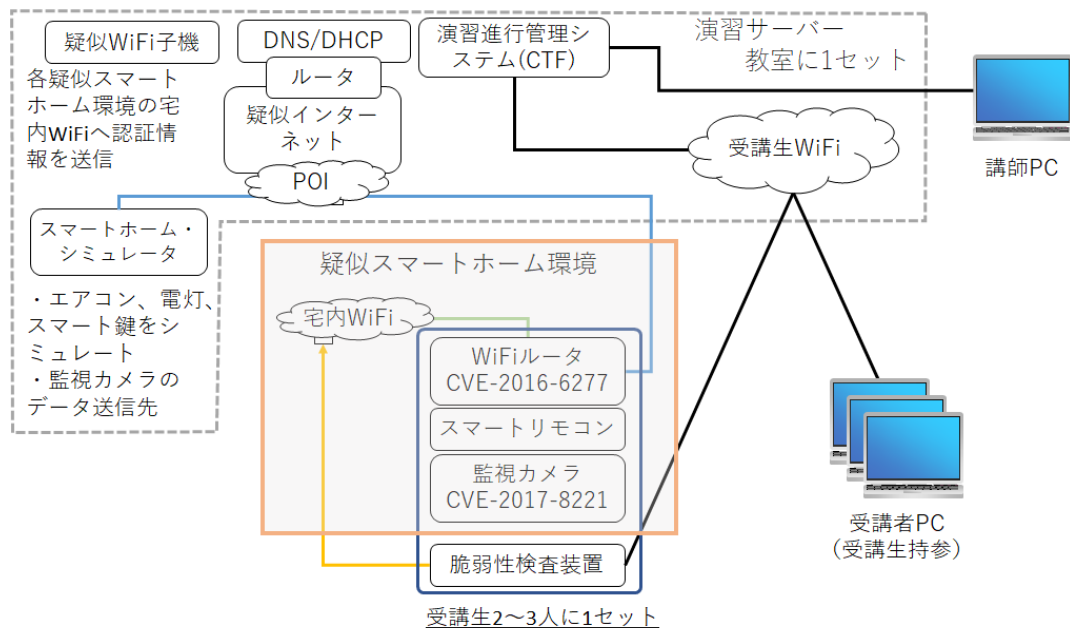 疑似WiFi子機
各疑似スマート
ホーム環境の宅
内WiFiへ認証情
報を送信
DNS/DHCP
ルータ
疑似インター
ネット
POI
演習進行管理シ
ステム(CTF)
演習サーバー
教室に1セット
受講生WiFi
講師PC
スマートホーム・
シミュレータ
・エアコン、電灯、
スマート鍵をシ
ミュレート
・監視カメラの
データ送信先
疑似スマートホーム環境
宅内WiFi
WiFiルータ
CVE-2016-6277
スマートリモコン
監視カメラ
CVE-2017-8221
脆弱性検査装置
受講生2～3人に1セット
受講者PC
（受講生持参）